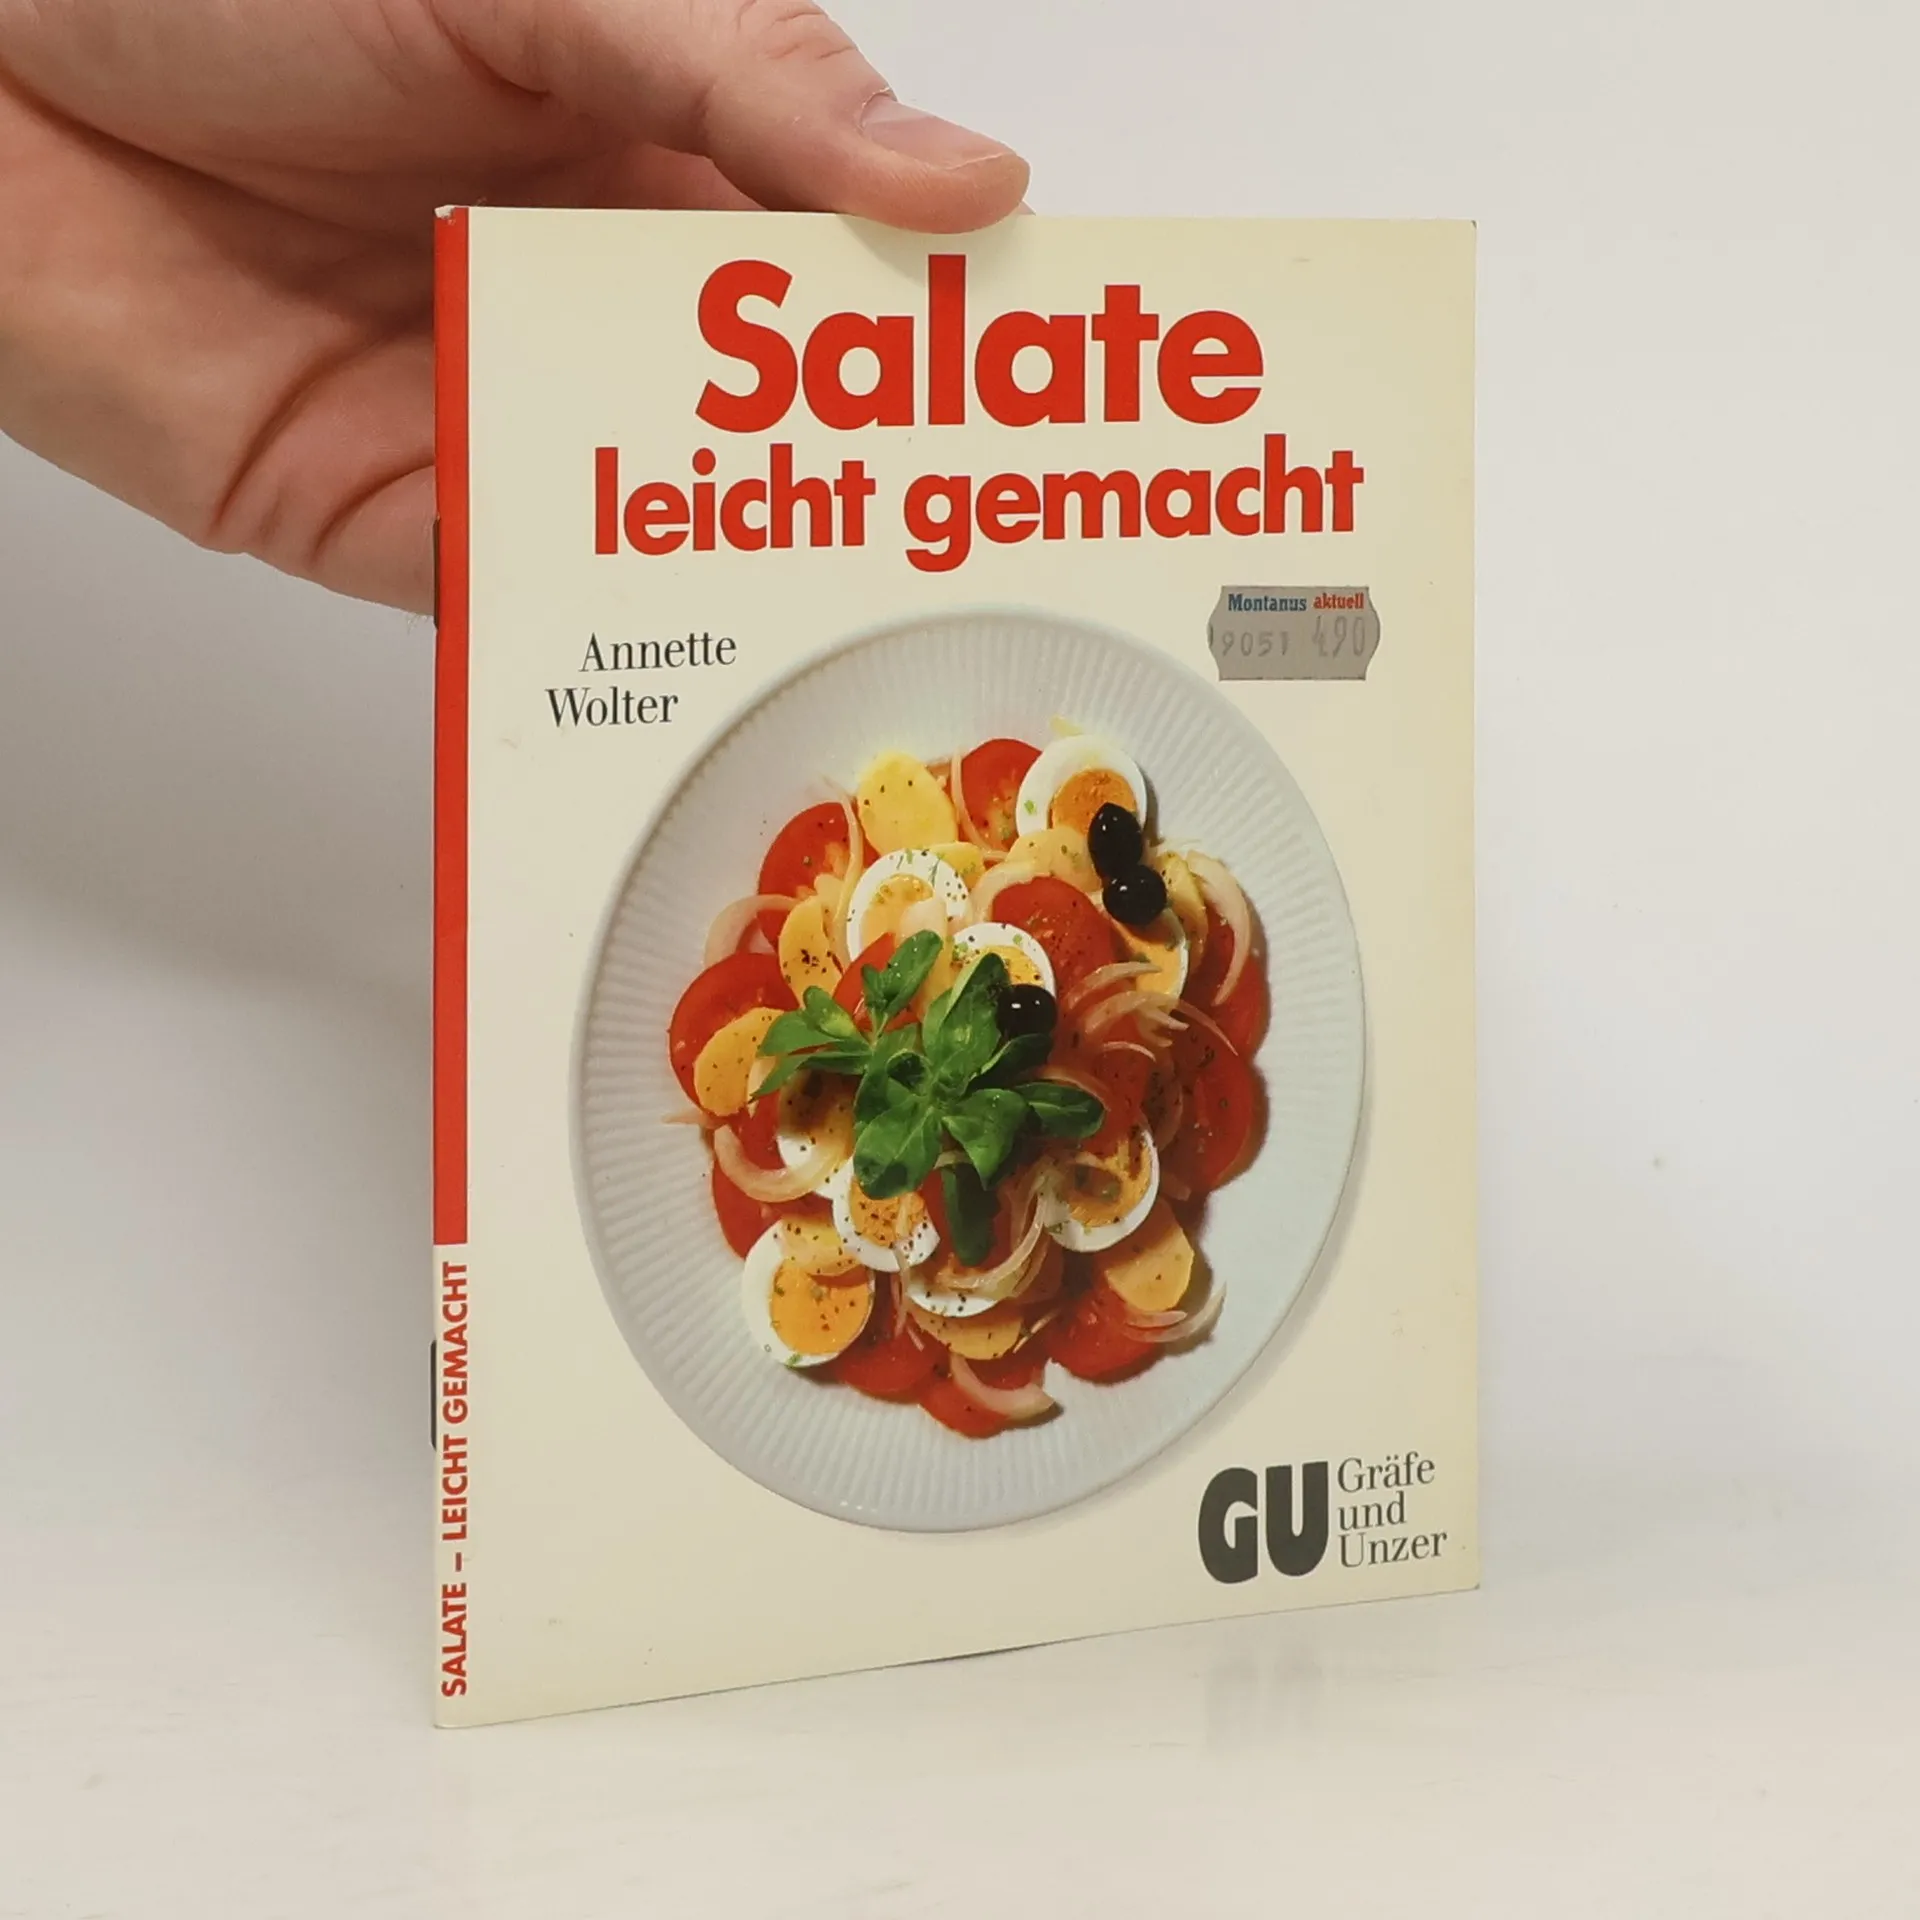 Salate
leicht gemacht
Montanus aktuell
9051 490
Annette
Wolter
GU Gräfe
und
Unzer
SALATE – LEICHT GEMACHT